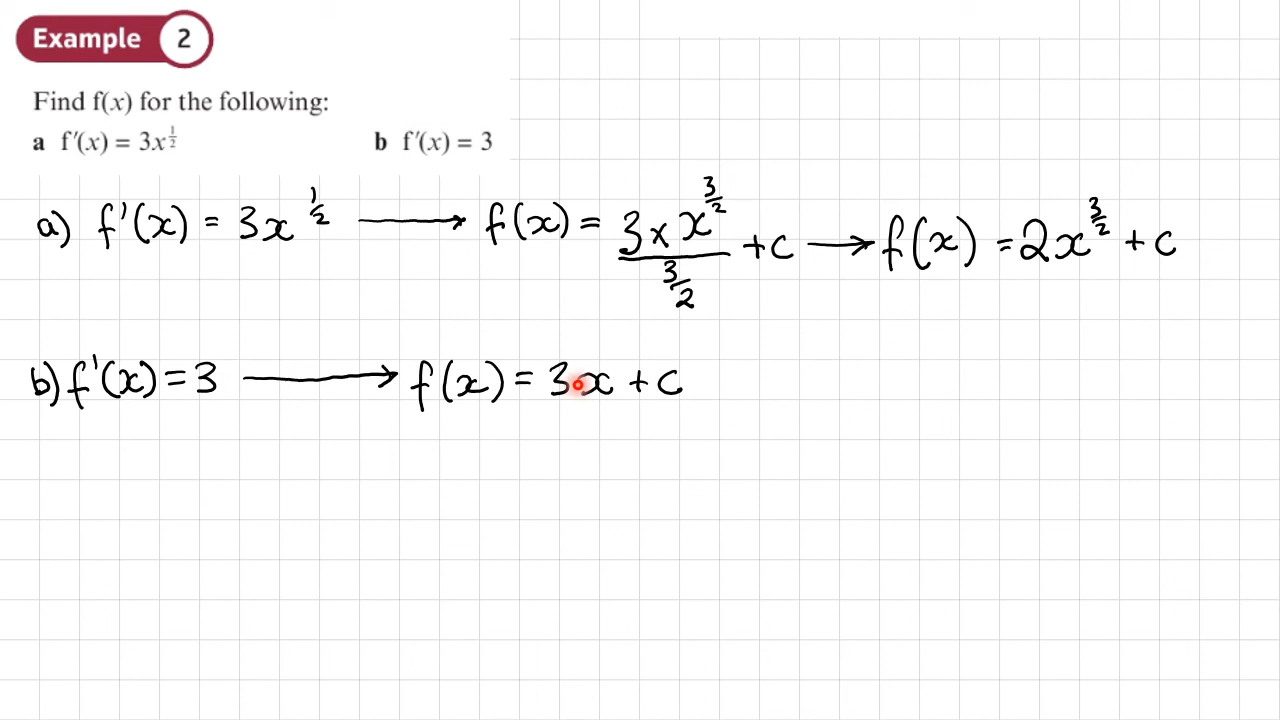 Example 2
Find f(x) for the following:
a f′(x) = 3x^{1/2} b f′(x) = 3
a) f'(x) = 3x^{1/2} ⟶ f(x) = \frac{3 × x^{3/2}}{3/2} + c ⟶ f(x) = 2x^{3/2} + c
b) f'(x) = 3 ⟶ f(x) = 3x + c